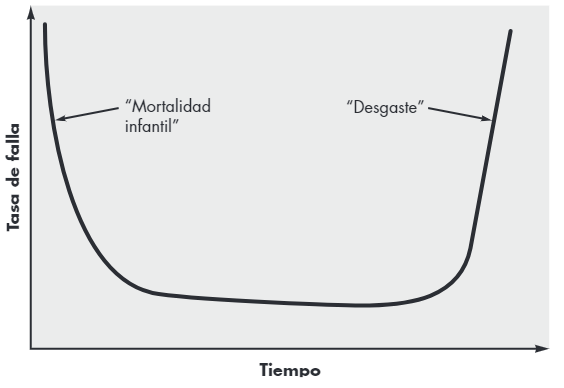 “Mortalidad
infantil”
“Desgaste”
Tasa de falla
Tiempo